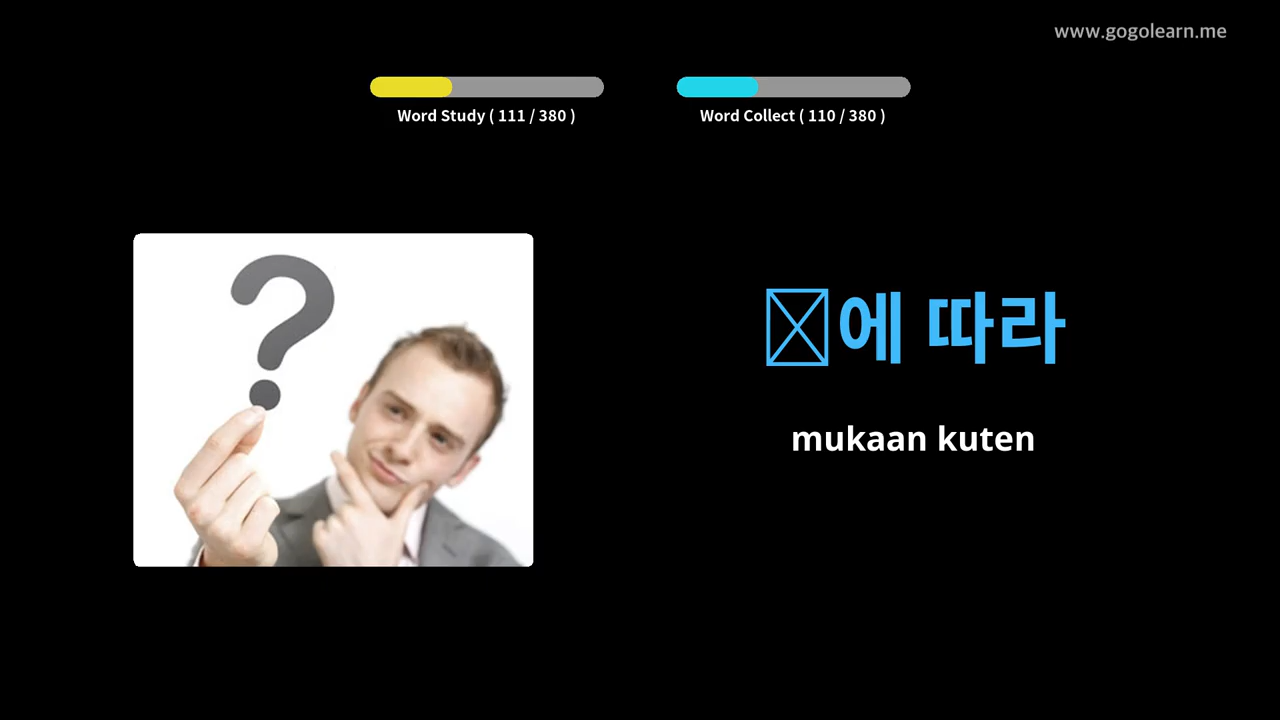 www.gogolearn.me
Word Study ( 111 / 380 )
Word Collect ( 110 / 380 )
에 따라
mukaan kuten